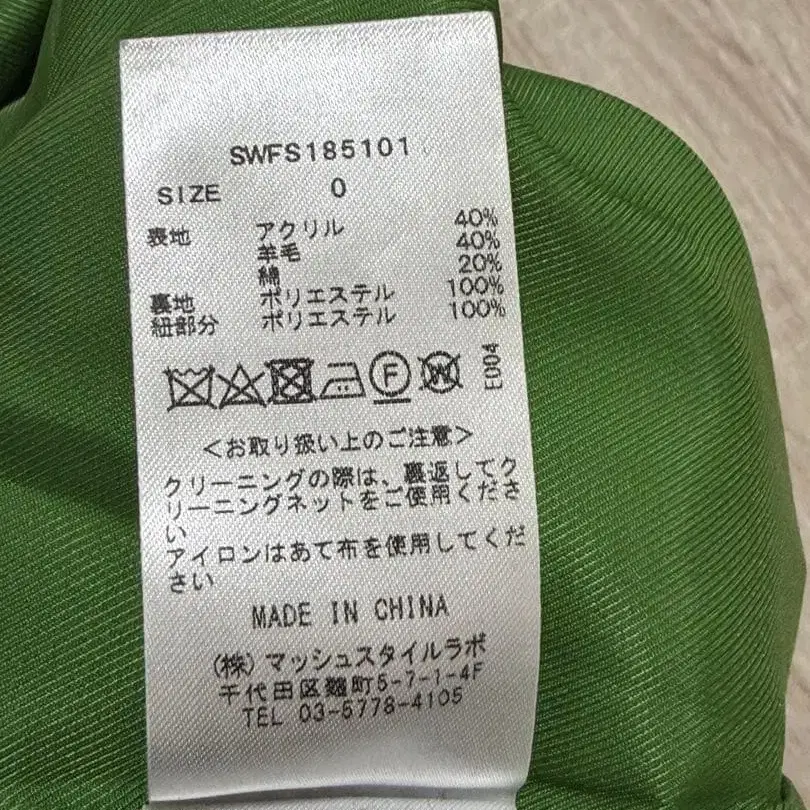 SWFS185101
SIZE 0
表地 アクリル 40%
羊毛 40%
綿 20%
裏地 ポリエステル 100%
紐部分 ポリエステル 100%
F W E004
<お取り扱い上のご注意>
クリーニングの際は、裏返してク
リーニングネットをご使用くださ
い
アイロンはあて布を使用してくだ
さい
MADE IN CHINA
(株)マッシュスタイルラボ
千代田区麹町5-7-1-4F
TEL 03-5778-4105